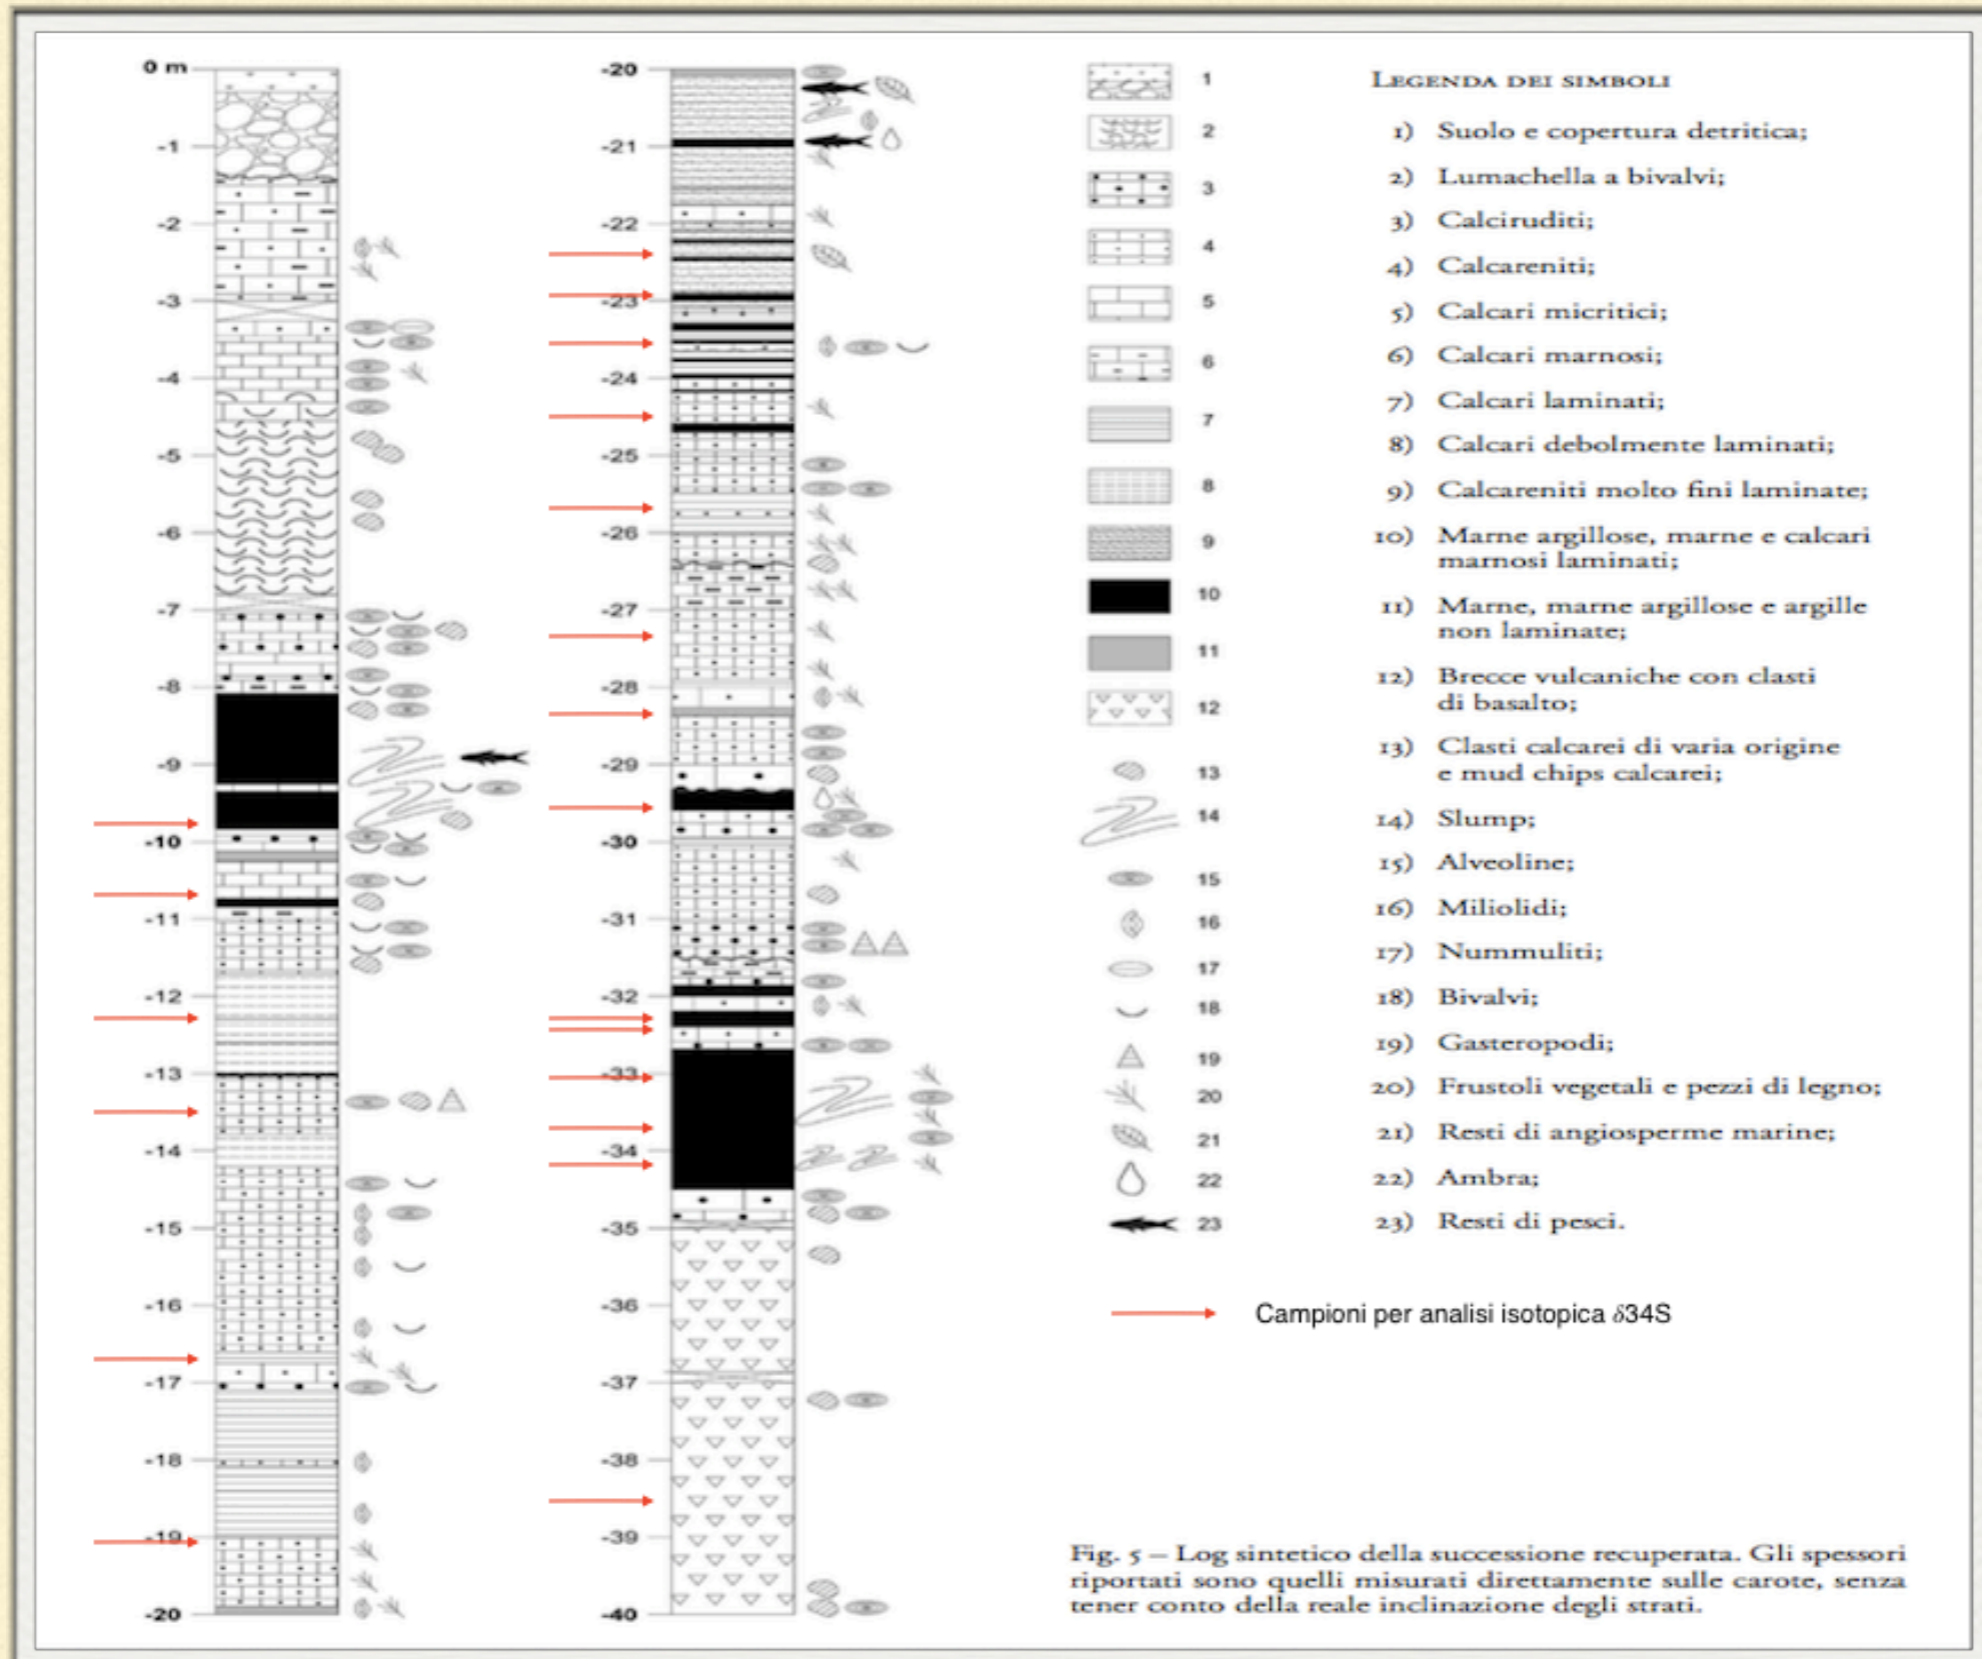 0 m
-1
-2
-3
-4
-5
-6
-7
-8
-9
-10
-11
-12
-13
-14
-15
-16
-17
-18
-19
-20
-20
-21
-22
-23
-24
-25
-26
-27
-28
-29
-30
-31
-32
-33
-34
-35
-36
-37
-38
-39
-40
1
2
3
4
5
6
7
8
9
10
11
12
13
14
15
16
17
18
19
20
21
22
23
LEGENDA DEI SIMBOLI
1) Suolo e copertura detritica;
2) Lumachella a bivalvi;
3) Calciruditi;
4) Calcareniti;
5) Calcari micritici;
6) Calcari marnosi;
7) Calcari laminati;
8) Calcari debolmente laminati;
9) Calcareniti molto fini laminate;
10) Marne argillose, marne e calcari
marnosi laminati;
11) Marne, marne argillose e argille
non laminate;
12) Brecce vulcaniche con clasti
di basalto;
13) Clasti calcarei di varia origine
e mud chips calcarei;
14) Slump;
15) Alveoline;
16) Miliolidi;
17) Nummuliti;
18) Bivalvi;
19) Gasteropodi;
20) Frustoli vegetali e pezzi di legno;
21) Resti di angiosperme marine;
22) Ambra;
23) Resti di pesci.
Campioni per analisi isotopica δ34S
Fig. 5 – Log sintetico della successione recuperata. Gli spessori
riportati sono quelli misurati direttamente sulle carote, senza
tener conto della reale inclinazione degli strati.